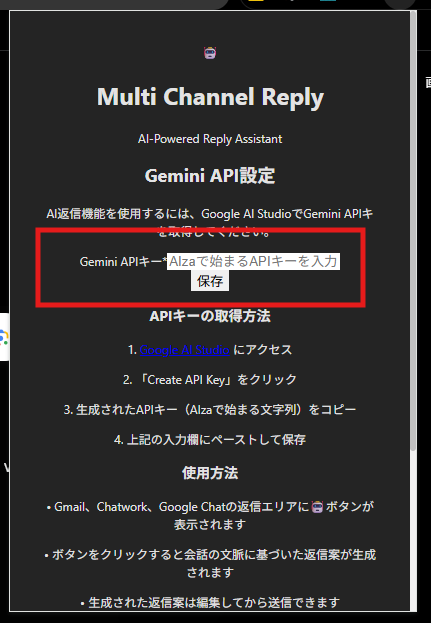 Multi Channel Reply
AI-Powered Reply Assistant
Gemini API設定
AI返信機能を使用するには、Google AI StudioでGemini APIキ
を取得してください。
Gemini APIキー* AIzaで始まるAPIキーを入力
保存
APIキーの取得方法
1. Google AI Studio にアクセス
2. 「Create API Key」をクリック
3. 生成されたAPIキー（AIzaで始まる文字列）をコピー
4. 上記の入力欄にペーストして保存
使用方法
• Gmail、Chatwork、Google Chatの返信エリアに🤖ボタンが
表示されます
• ボタンをクリックすると会話の文脈に基づいた返信案が生成
されます
• 生成された返信案は編集してから送信できます